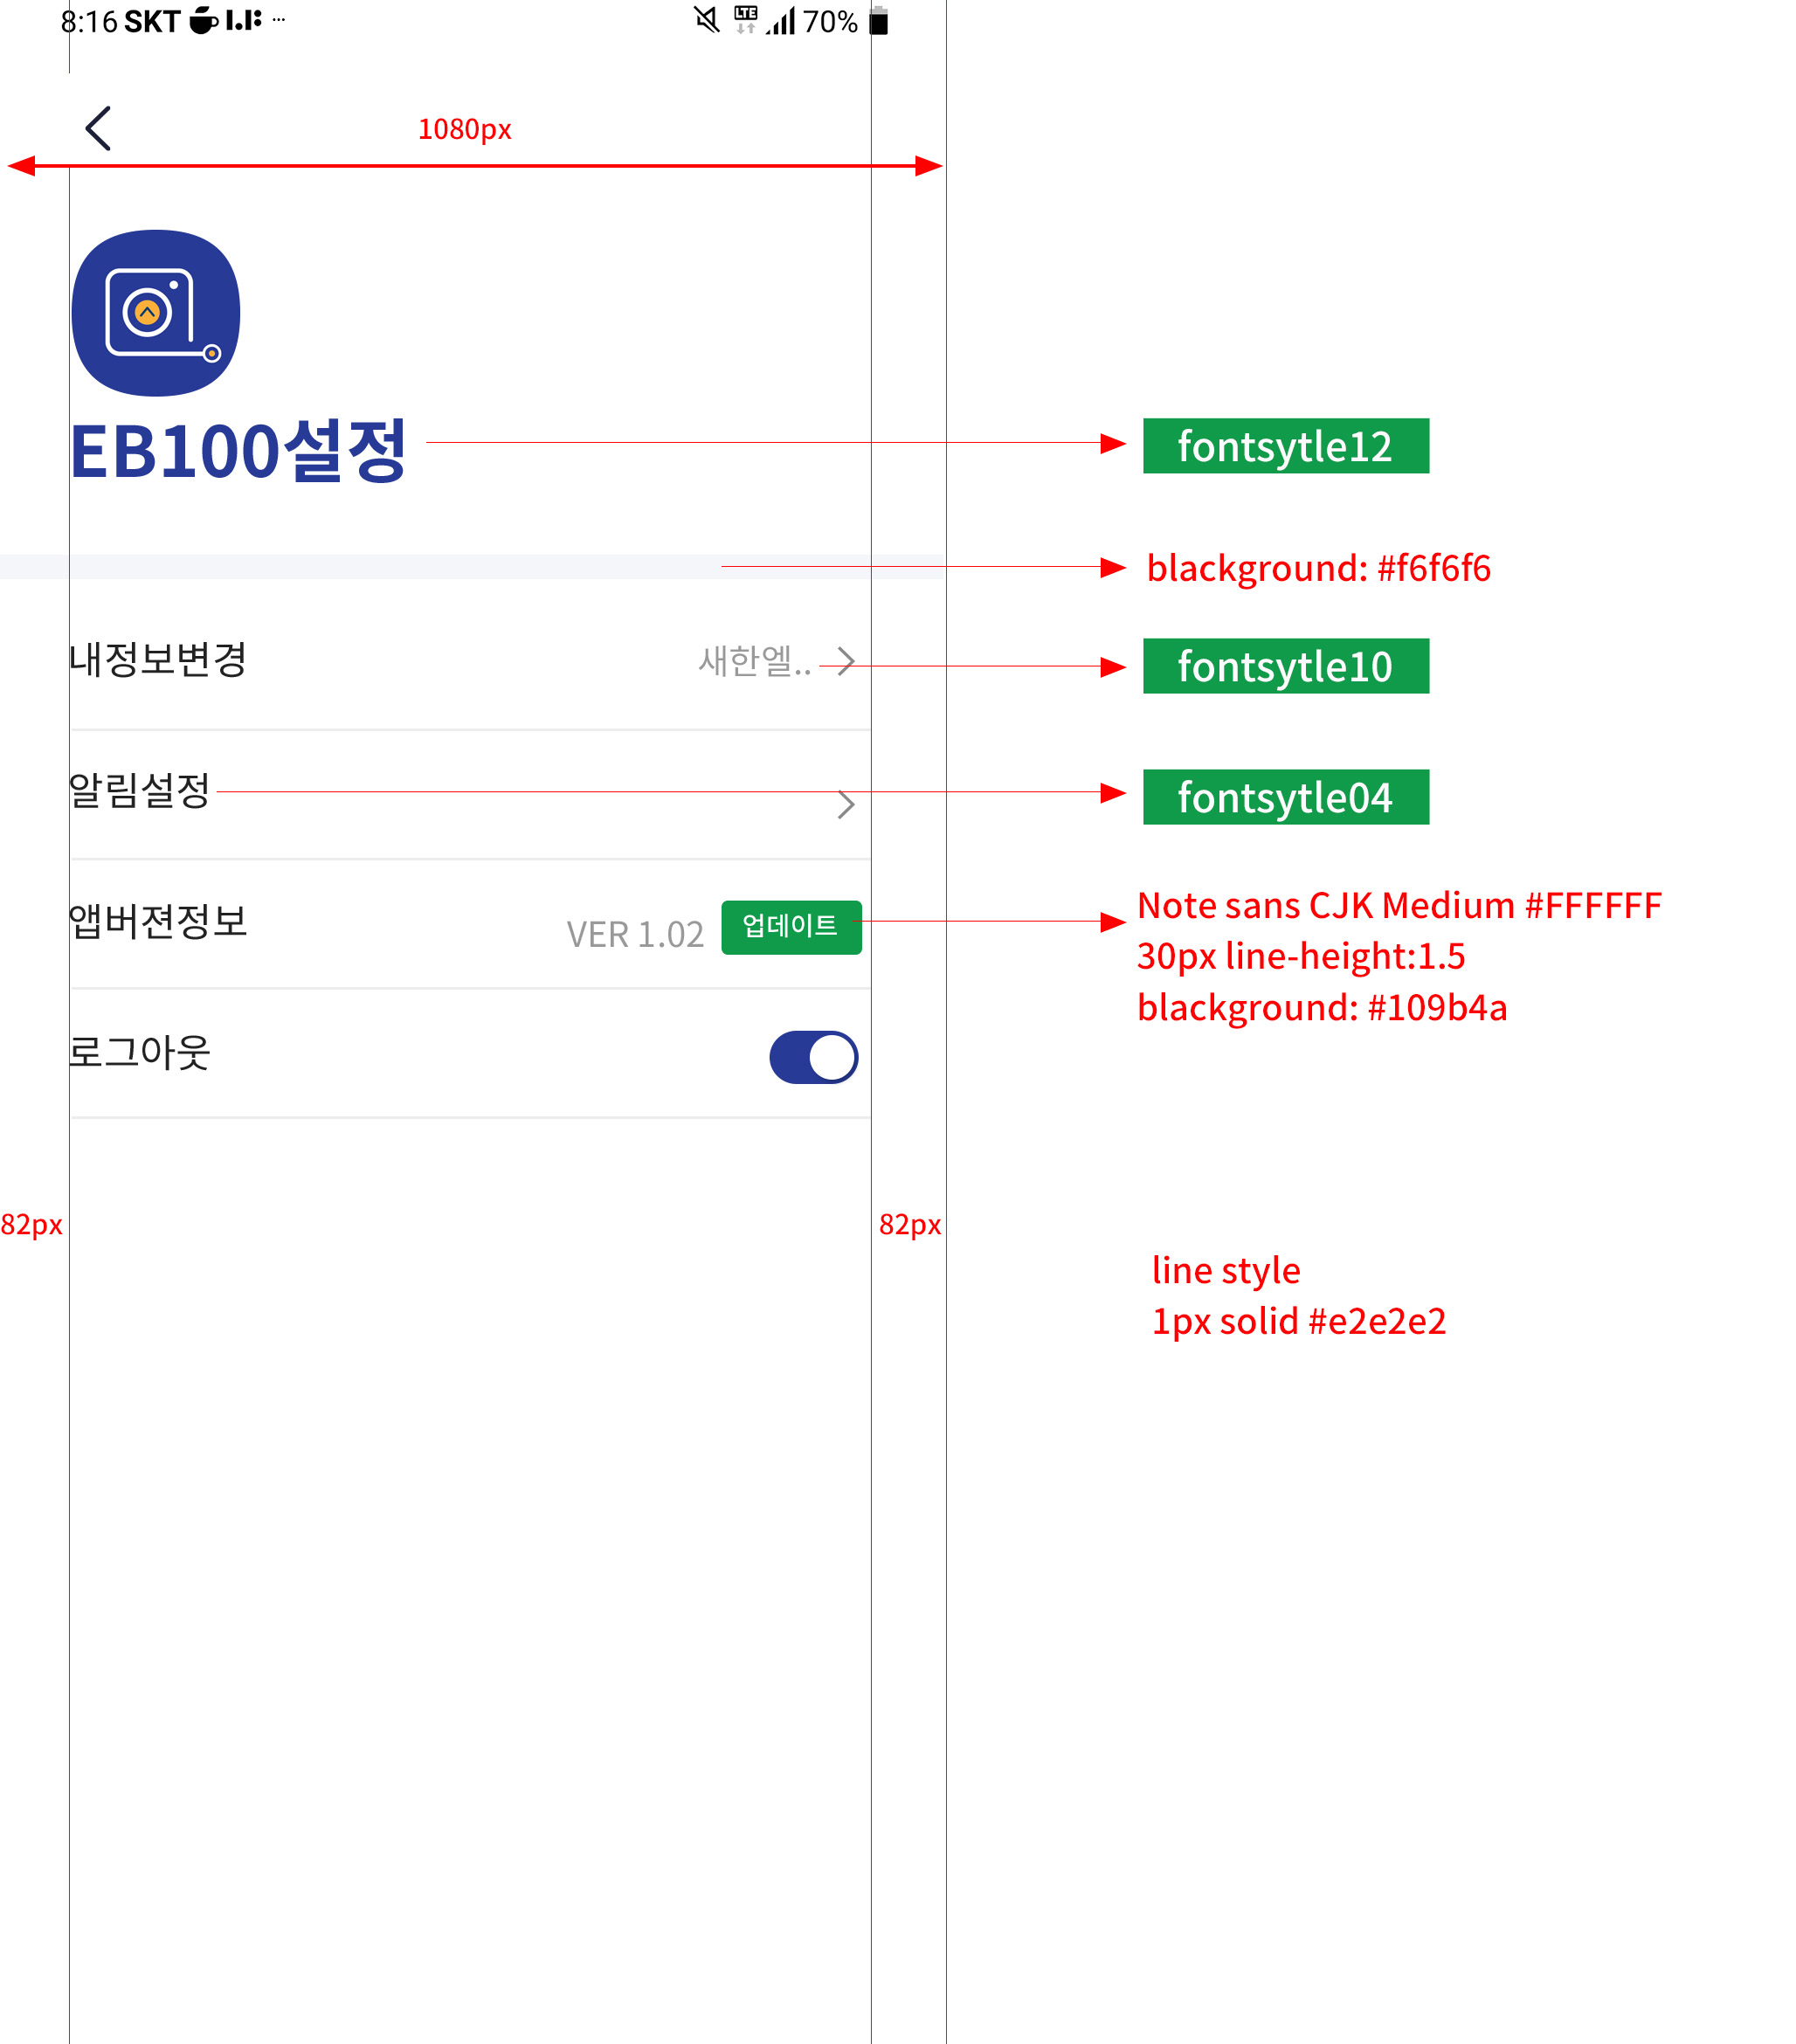 8:16 SKT ...
LTE 70%
1080px
EB100설정
fontsytle12
blackground: #f6f6f6
내정보변경
새한엘..
fontsytle10
알림설정
fontsytle04
앱버젼정보
VER 1.02
업데이트
Note sans CJK Medium #FFFFFF
30px line-height:1.5
blackground: #109b4a
로그아웃
82px
82px
line style
1px solid #e2e2e2